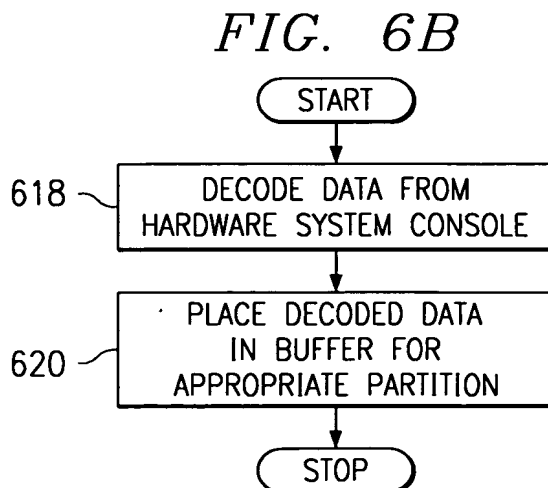 FIG. 6B
START
618
DECODE DATA FROM
HARDWARE SYSTEM CONSOLE
PLACE DECODED DATA
620
IN BUFFER FOR
APPROPRIATE PARTITION
STOP